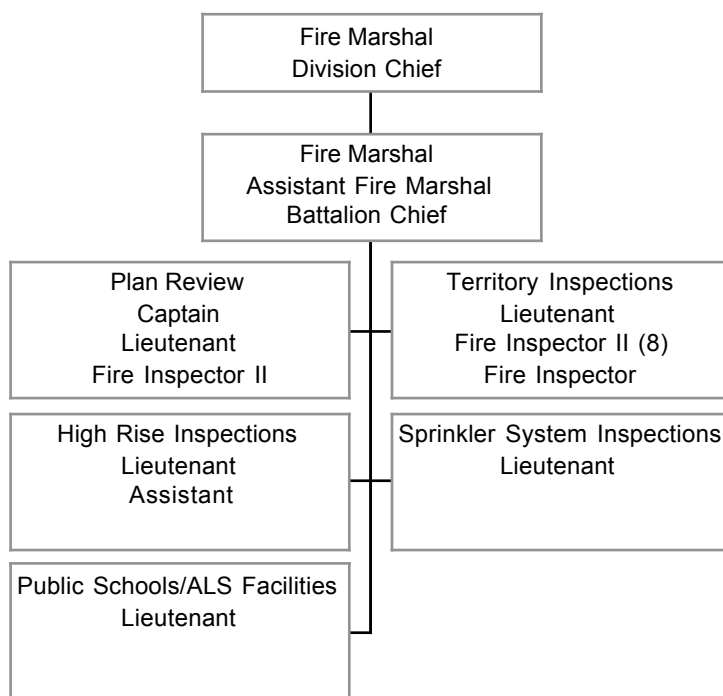 Fire Marshal
Division Chief
Fire Marshal
Assistant Fire Marshal
Battalion Chief
Plan Review
Captain
Lieutenant
Fire Inspector II
Territory Inspections
Lieutenant
Fire Inspector II (8)
Fire Inspector
High Rise Inspections
Lieutenant
Assistant
Sprinkler System Inspections
Lieutenant
Public Schools/ALS Facilities
Lieutenant